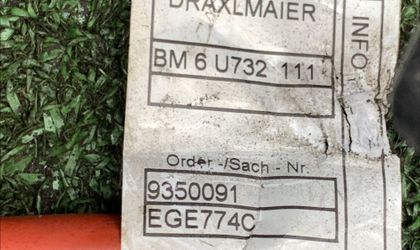 DRAXLMAIER
BM 6 U732 111
INFO
Order -/Sach - Nr.
9350091
EGE774C